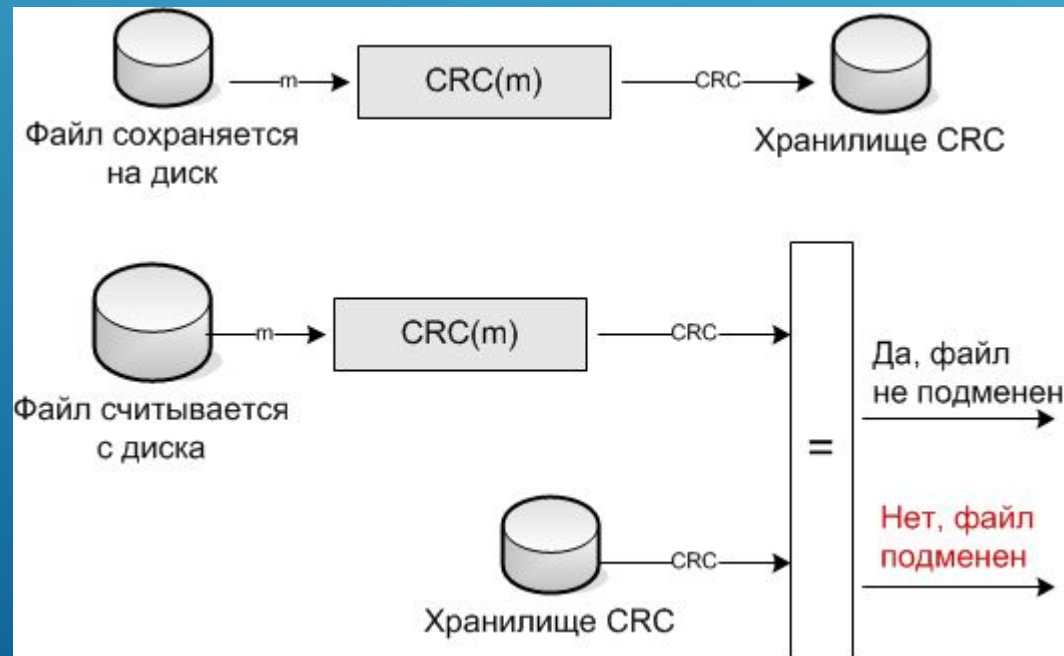 m
CRC(m)
CRC
Файл сохраняется
на диск
Хранилище CRC
m
CRC(m)
CRC
Файл считывается
с диска
=
Да, файл
не подменен
Нет, файл
подменен
CRC
Хранилище CRC